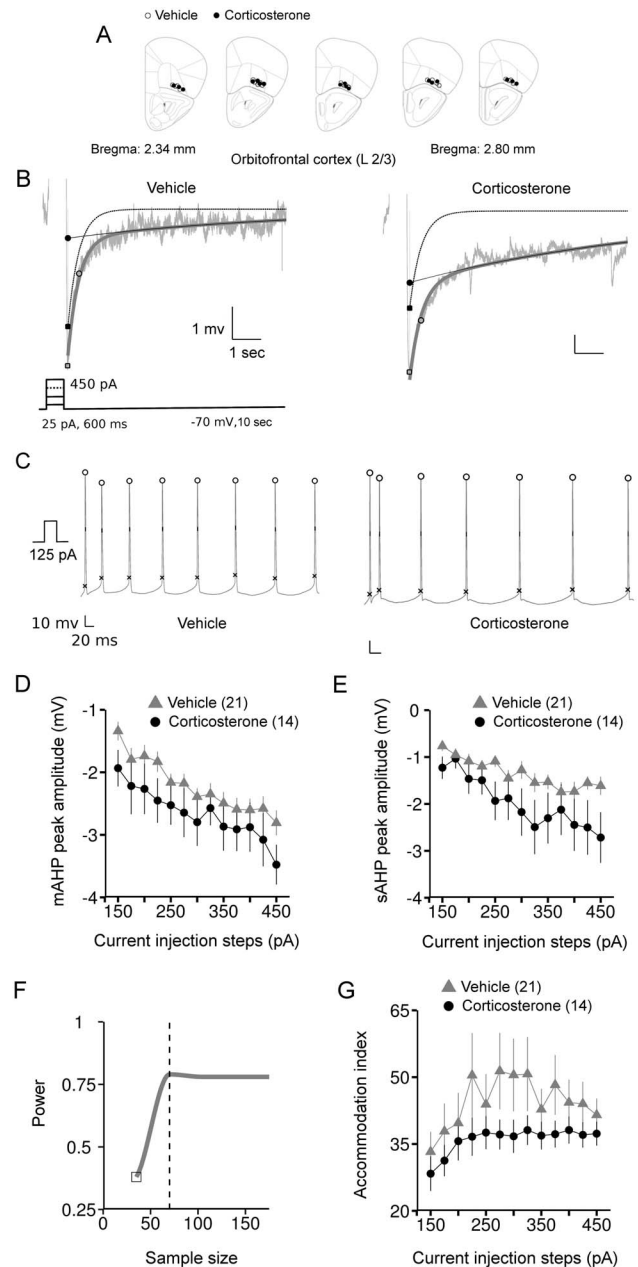 Vehicle Corticosterone
A
Bregma: 2.34 mm
Bregma: 2.80 mm
Orbitofrontal cortex (L 2/3)
B
Vehicle
Corticosterone
1 mv
1 sec
450 pA
25 pA, 600 ms
-70 mV,10 sec
C
125 pA
10 mv
20 ms
Vehicle
Corticosterone
D
Vehicle (21)
Corticosterone (14)
mAHP peak amplitude (mV)
-1
-2
-3
-4
150 250 350 450
Current injection steps (pA)
E
Vehicle (21)
Corticosterone (14)
sAHP peak amplitude (mV)
0
-1
-2
-3
-4
150 250 350 450
Current injection steps (pA)
F
Power
1
0.75
0.5
0.25
0 50 100 150
Sample size
G
Vehicle (21)
Corticosterone (14)
Accommodation index
65
50
35
20
150 250 350 450
Current injection steps (pA)